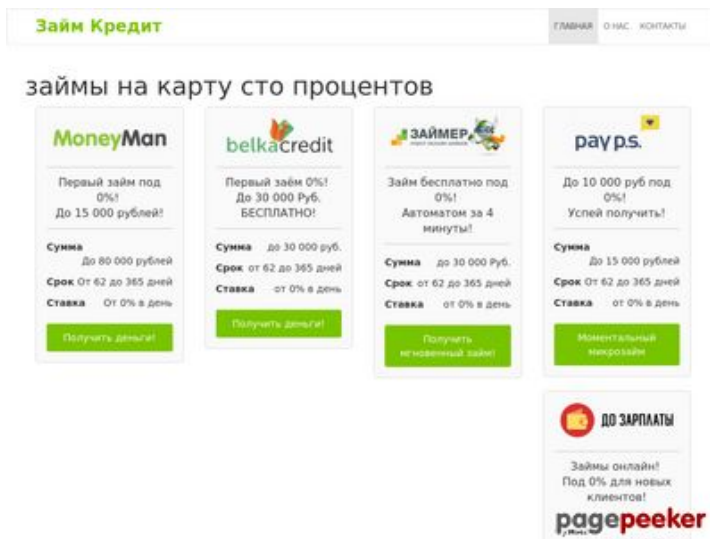 Займ Кредит
ГЛАВНАЯ О НАС. КОНТАКТЫ
займы на карту сто процентов
MoneyMan
Первый займ под
0%!
До 15 000 рублей!
Сумма
До 80 000 рублей
Срок От 62 до 365 дней
Ставка От 0% в день
Получить деньги!
belkacredit
Первый заём 0%!
До 30 000 Руб.
БЕСПЛАТНО!
Сумма до 30 000 руб.
Срок от 62 до 365 дней
Ставка от 0% в день
Получить деньги!
ЗАЙМЕР
Займ бесплатно под
0%!
Автоматом за 4
минуты!
Сумма до 30 000 Руб.
Срок от 62 до 365 дней
Ставка от 0% в день
Получить
мгновенный займ!
pay p.s.
До 10 000 руб под
0%!
Успей получить!
Сумма
До 15 000 рублей
Срок От 62 до 365 дней
Ставка от 0% в день
Моментальный
микрозайм
ДО ЗАРПЛАТЫ
Займы онлайн!
Под 0% для новых
клиентов!
pagepeeker